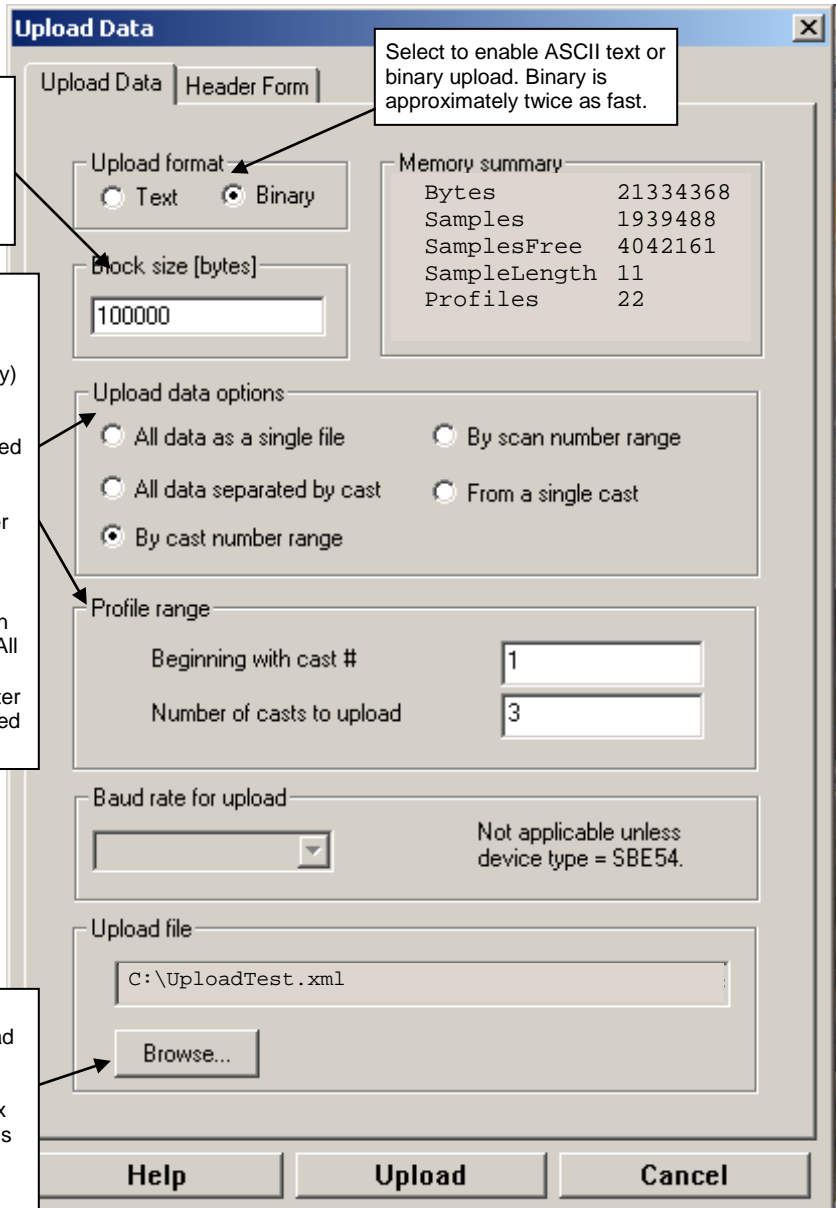 Upload Data
Select to enable ASCII text or
binary upload. Binary is
approximately twice as fast.
Upload Data
Header Form
Upload format
Text
Binary
Memory summary
Bytes 21334368
Samples 1939488
SamplesFree 4042161
SampleLength 11
Profiles 22
Block size [bytes]
100000
Upload data options
All data as a single file
By scan number range
All data separated by cast
From a single cast
By cast number range
All
Profile range
Beginning with cast # 1
Number of casts to upload 3
Baud rate for upload
Not applicable unless
device type = SBE54.
Upload file
C:\UploadTest.xml
Browse...
Help
Upload
Cancel